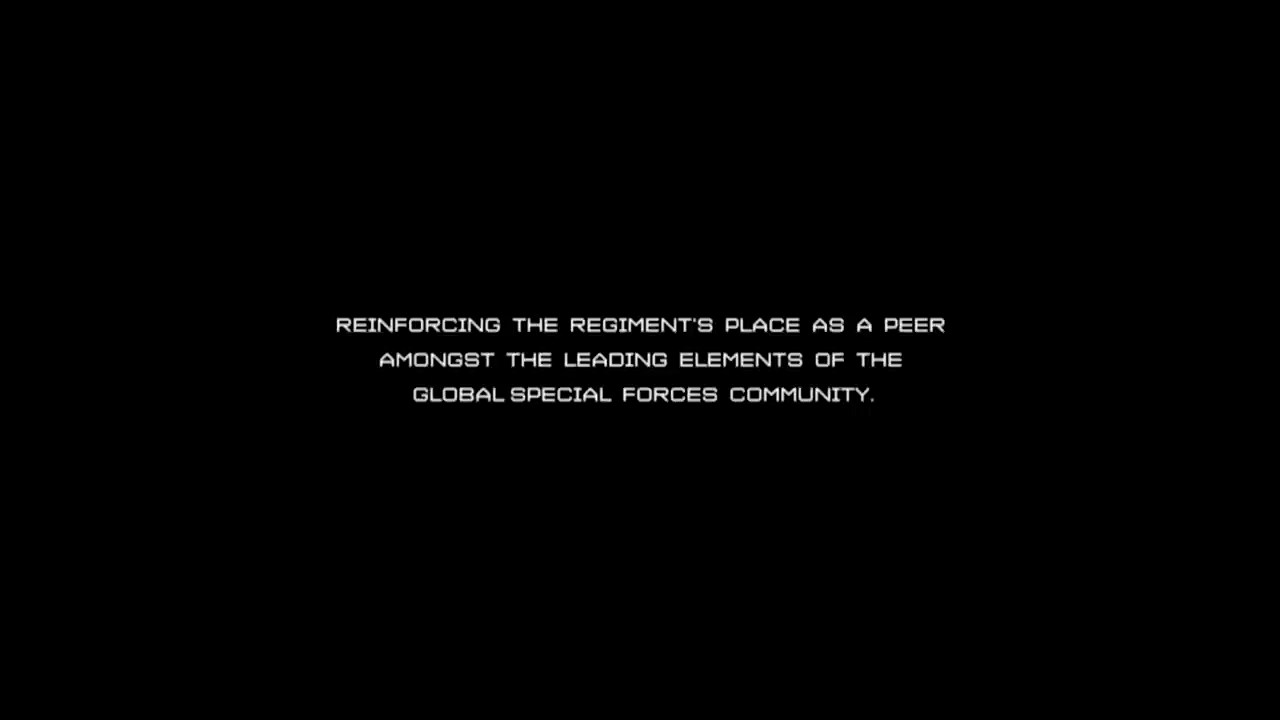 REINFORCING THE REGIMENT'S PLACE AS A PEER
AMONGST THE LEADING ELEMENTS OF THE
GLOBAL SPECIAL FORCES COMMUNITY.